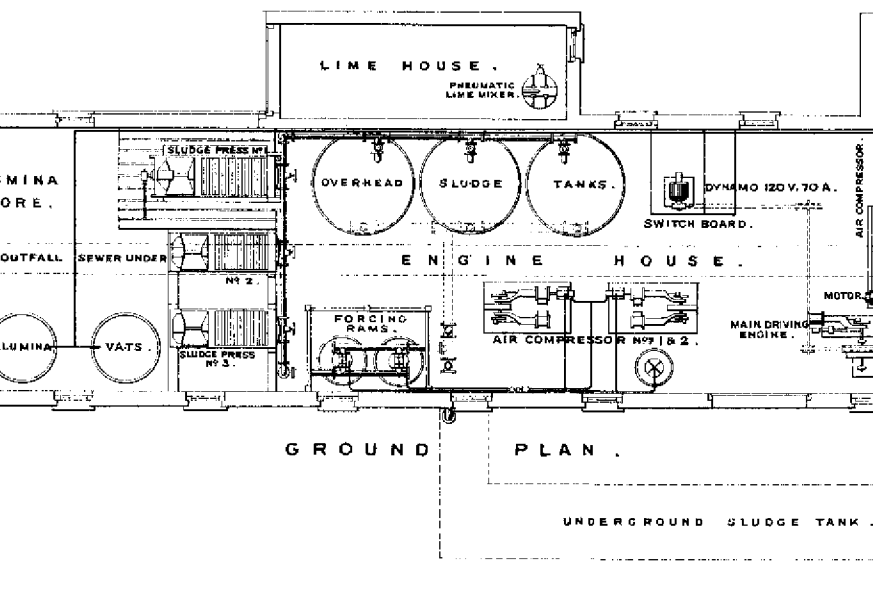 LIME HOUSE.
PNEUMATIC
LIME MIXER.
SLUDGE PRESS Nº 1.
MINA
ORE.
OVERHEAD SLUDGE TANKS.
DYNAMO 120 V. 70 A.
AIR COMPRESSOR.
SWITCH BOARD.
OUTFALL SEWER UNDER
ENGINE HOUSE.
Nº 2.
MOTOR
FORCING
RAMS.
MAIN DRIVING
ENGINE.
AIR COMPRESSOR Nºs 1 & 2.
LUMINA VATS.
SLUDGE PRESS
Nº 3.
GROUND PLAN.
UNDERGROUND SLUDGE TANK.